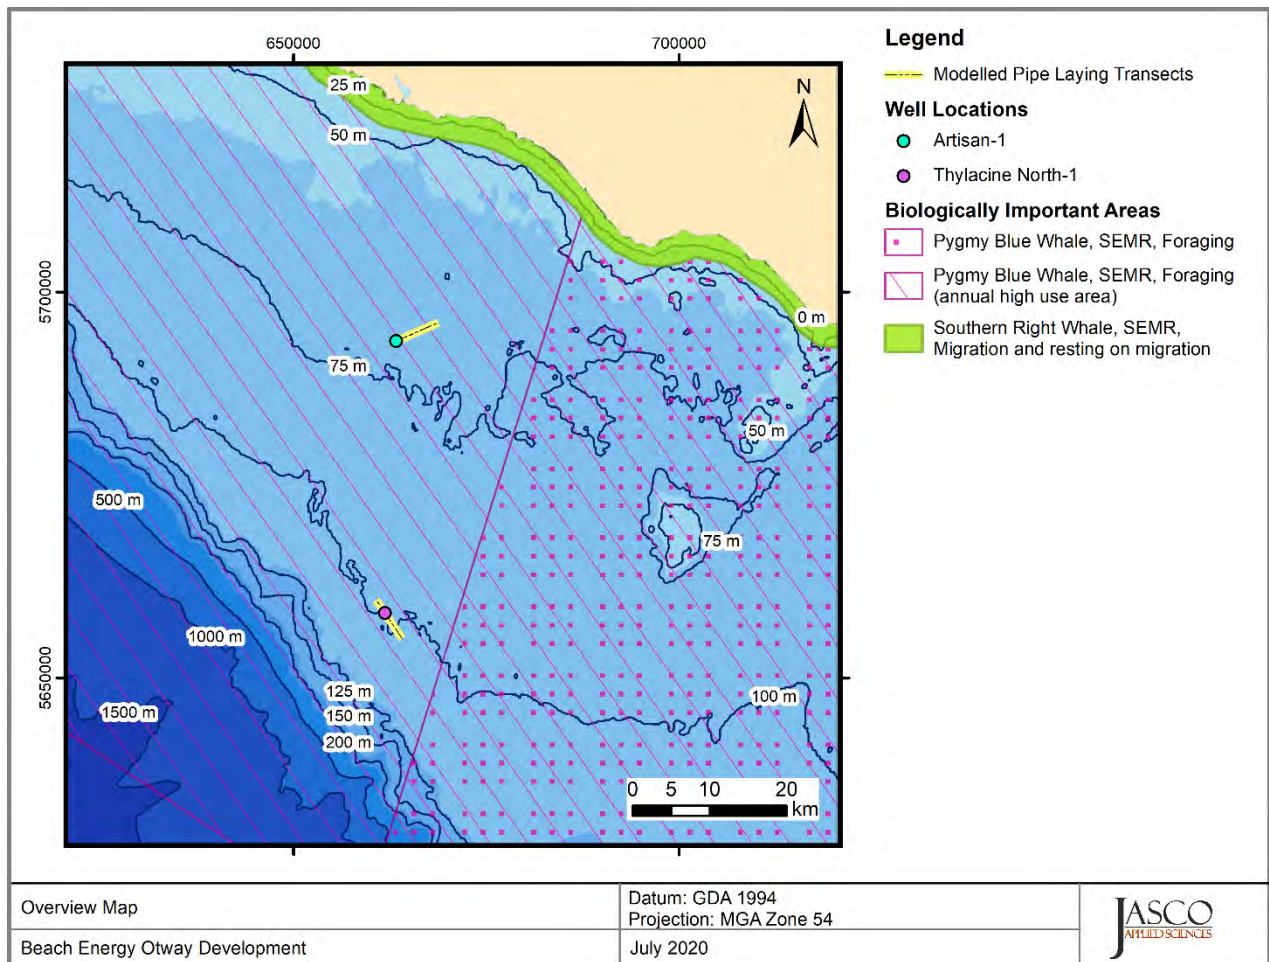 650000
700000
5700000
5650000
25 m
50 m
N
0 m
75 m
50 m
500 m
75 m
1000 m
125 m
100 m
1500 m
150 m
200 m
0 5 10 20
km
Legend
Modelled Pipe Laying Transects
Well Locations
Artisan-1
Thylacine North-1
Biologically Important Areas
Pygmy Blue Whale, SEMR, Foraging
Pygmy Blue Whale, SEMR, Foraging
(annual high use area)
Southern Right Whale, SEMR,
Migration and resting on migration
Overview Map
Datum: GDA 1994
Projection: MGA Zone 54
Beach Energy Otway Development
July 2020
JASCO
APPLIED SCIENCES